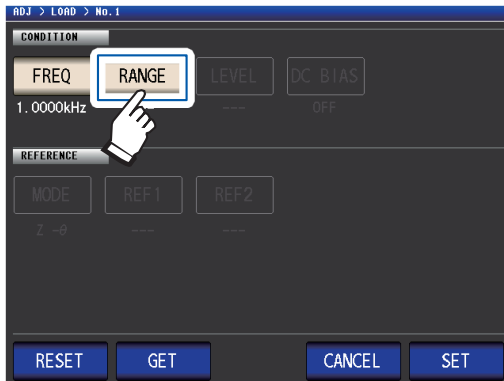 ADJ > LOAD > No.1
CONDITION
FREQ RANGE LEVEL DC BIAS
1.0000kHz --- OFF
REFERENCE
MODE REF1 REF2
Z -θ --- ---
RESET GET CANCEL SET